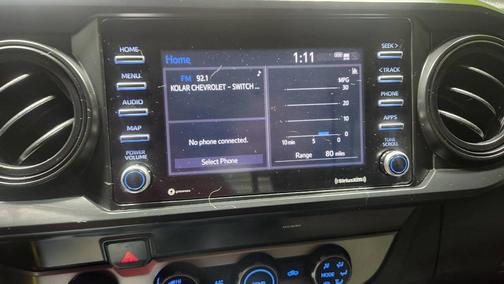 HOME
MENU
AUDIO
MAP
POWER
VOLUME
Home
1:11
FM 92.1
KOLAR CHEVROLET - SWITCH ...
No phone connected.
Select Phone
MPG
30
20
10
0
10 min 5 0
Range 80 miles
SEEK >
< TRACK
PHONE
APPS
TUNE
SCROLL
((SiriusXM))
A/C
MODE